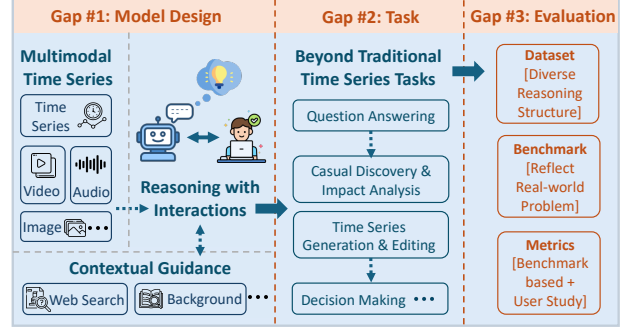 Gap #1: Model Design
Gap #2: Task
Gap #3: Evaluation
Multimodal
Time Series
Time
Series
Video
Audio
Image
Reasoning with
Interactions
Contextual Guidance
Web Search
Background
Beyond Traditional
Time Series Tasks
Question Answering
Casual Discovery &
Impact Analysis
Time Series
Generation & Editing
Decision Making
Dataset
[Diverse
Reasoning
Structure]
Benchmark
[Reflect
Real-world
Problem]
Metrics
[Benchmark
based +
User Study]